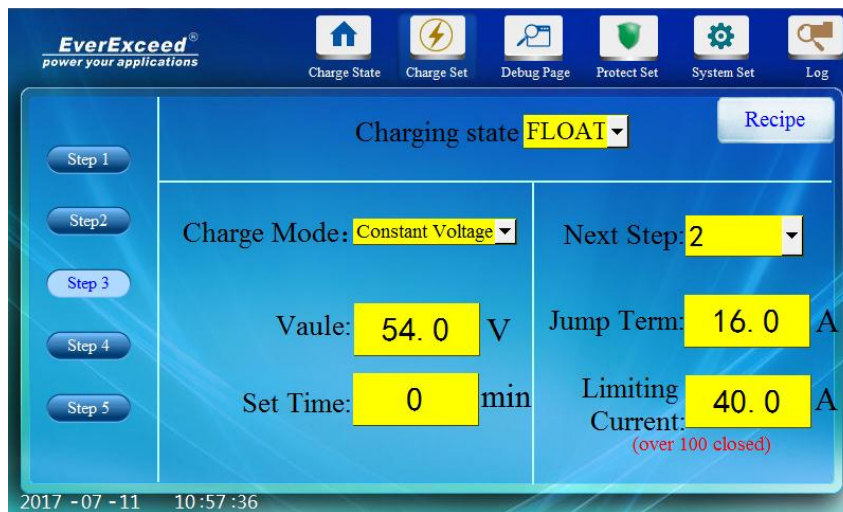 EverExceed®
power your applications
Charge State
Charge Set
Debug Page
Protect Set
System Set
Log
Charging state FLOAT
Recipe
Step 1
Step2
Step 3
Step 4
Step 5
Charge Mode: Constant Voltage
Next Step: 2
Vaule: 54.0 V
Jump Term: 16.0 A
Set Time: 0 min
Limiting
Current: 40.0 A
(over 100 closed)
2017-07-11 10:57:36